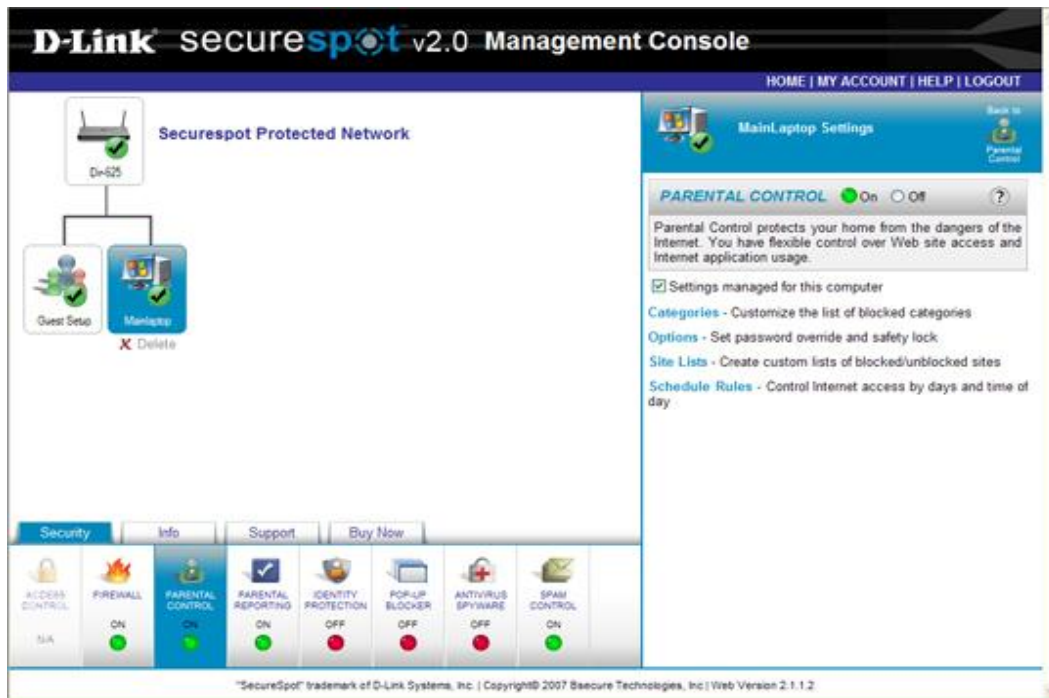 D-Link securespot v2.0 Management Console
HOME | MY ACCOUNT | HELP | LOGOUT
Securespot Protected Network
Dir-625
Guest Setup
Mainlaptop
X Delete
MainLaptop Settings
Back to
Parental
Control
PARENTAL CONTROL On Off ?
Parental Control protects your home from the dangers of the
Internet. You have flexible control over Web site access and
Internet application usage.
Settings managed for this computer
Categories - Customize the list of blocked categories
Options - Set password override and safety lock
Site Lists - Create custom lists of blocked/unblocked sites
Schedule Rules - Control Internet access by days and time of
day
Security Info Support Buy Now
ACCESS CONTROL
N/A
FIREWALL
ON
PARENTAL CONTROL
ON
PARENTAL REPORTING
ON
IDENTITY PROTECTION
OFF
POP-UP BLOCKER
OFF
ANTIVIRUS SPYWARE
OFF
SPAM CONTROL
ON
"SecureSpot" trademark of D-Link Systems, Inc. | Copyright© 2007 Bsecure Technologies, Inc | Web Version 2.1.1.2